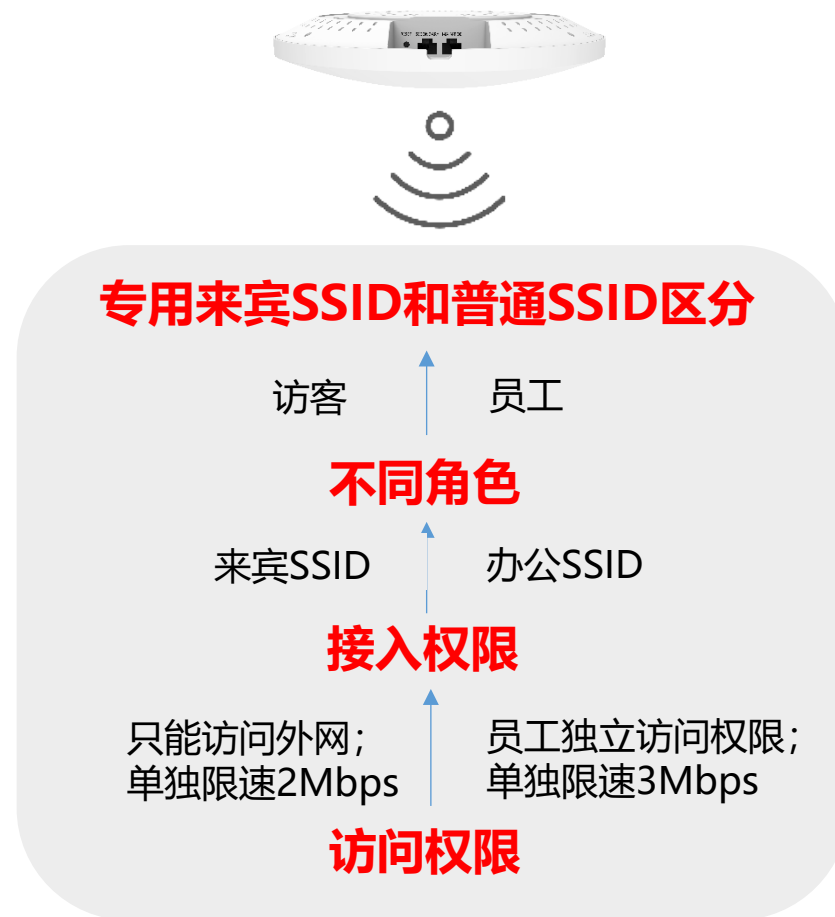 专用来宾SSID和普通SSID区分
访客
员工
不同角色
来宾SSID
办公SSID
接入权限
只能访问外网；
单独限速2Mbps
员工独立访问权限；
单独限速3Mbps
访问权限